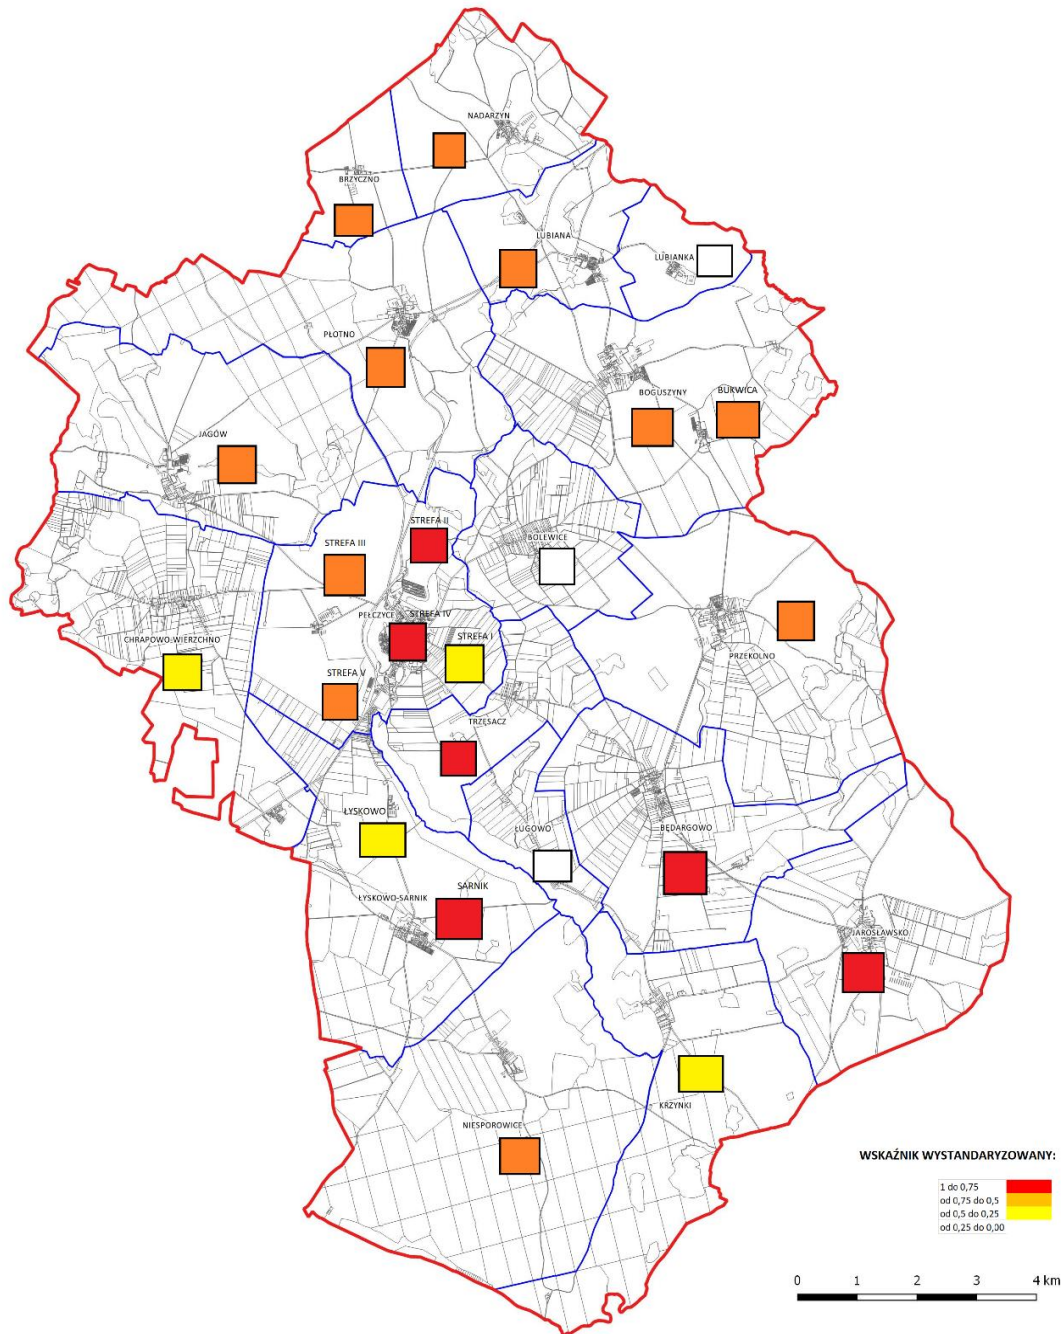 NADARZYN
BRZYCZNO
LUBIANA
LUBIANKA
PŁOTNO
BOGUSZYNY
BUKWICA
JAGÓW
STREFA II
BOLEWICE
STREFA III
PEŁCZYCE
STREFA IV
STREFA I
CHRAPOWO-WIERZCHNO
PRZEKOLNO
STREFA V
TRZĘSACZ
ŁYSKOWO
ŁUGOWO
BĘDARGOWO
SARNIK
ŁYSKOWO-SARNIK
JAROSŁAWSKO
KRZYNKI
NIESPOROWICE
WSKAŹNIK WYSTANDARYZOWANY:
1 do 0,75
od 0,75 do 0,5
od 0,5 do 0,25
od 0,25 do 0,00
0 1 2 3 4 km